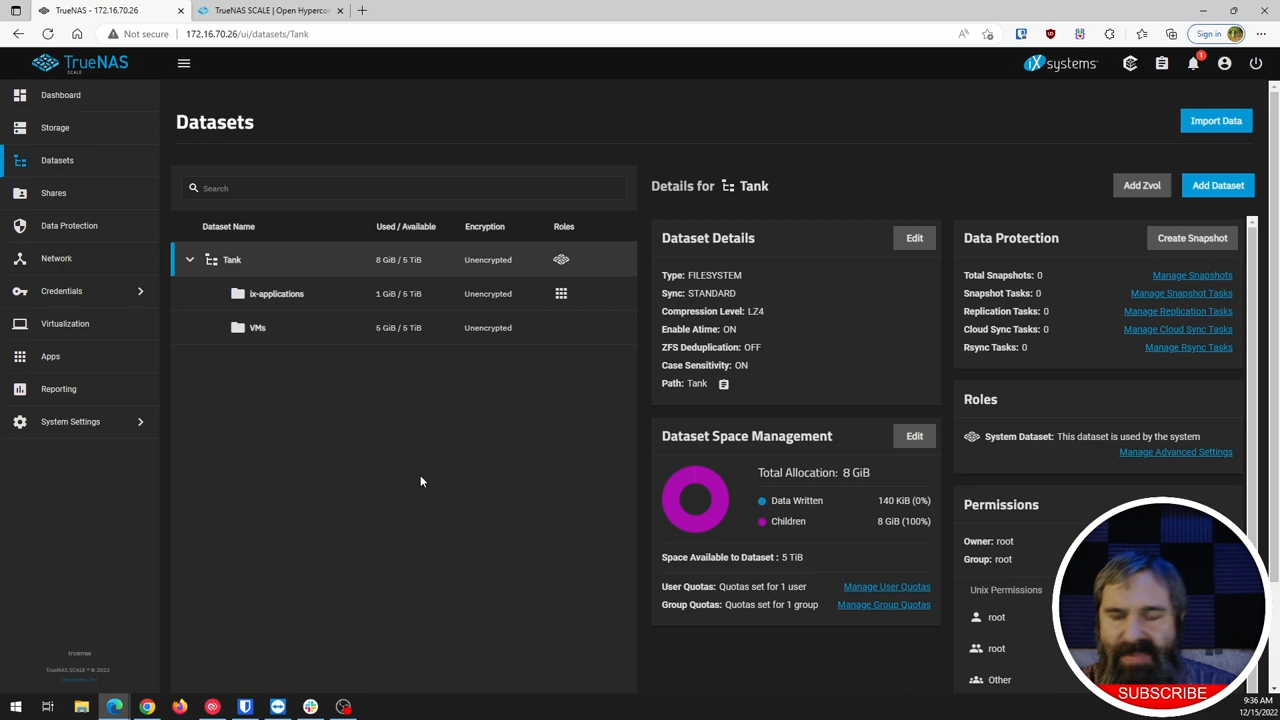 TrueNAS - 172.16.70.26
TrueNAS SCALE | Open Hyperconv
Not secure
172.16.70.26/ui/datasets/Tank
Sign in
TrueNAS
SCALE
iXsystems
1
Dashboard
Storage
Datasets
Shares
Data Protection
Network
Credentials
Virtualization
Apps
Reporting
System Settings
truenas
TrueNAS SCALE ® © 2022
iXsystems, Inc
Datasets
Import Data
Search
Dataset Name
Used / Available
Encryption
Roles
Tank
8 GiB / 5 TiB
Unencrypted
ix-applications
1 GiB / 5 TiB
Unencrypted
VMs
5 GiB / 5 TiB
Unencrypted
Details for Tank
Add Zvol
Add Dataset
Dataset Details
Edit
Type: FILESYSTEM
Sync: STANDARD
Compression Level: LZ4
Enable Atime: ON
ZFS Deduplication: OFF
Case Sensitivity: ON
Path: Tank
Dataset Space Management
Edit
Total Allocation: 8 GiB
Data Written 140 KiB (0%)
Children 8 GiB (100%)
Space Available to Dataset : 5 TiB
User Quotas: Quotas set for 1 user
Manage User Quotas
Group Quotas: Quotas set for 1 group
Manage Group Quotas
Data Protection
Create Snapshot
Total Snapshots: 0
Manage Snapshots
Snapshot Tasks: 0
Manage Snapshot Tasks
Replication Tasks: 0
Manage Replication Tasks
Cloud Sync Tasks: 0
Manage Cloud Sync Tasks
Rsync Tasks: 0
Manage Rsync Tasks
Roles
System Dataset: This dataset is used by the system
Manage Advanced Settings
Permissions
Owner: root
Group: root
Unix Permissions
root
root
Other
SUBSCRIBE
9:36 AM
12/15/2022